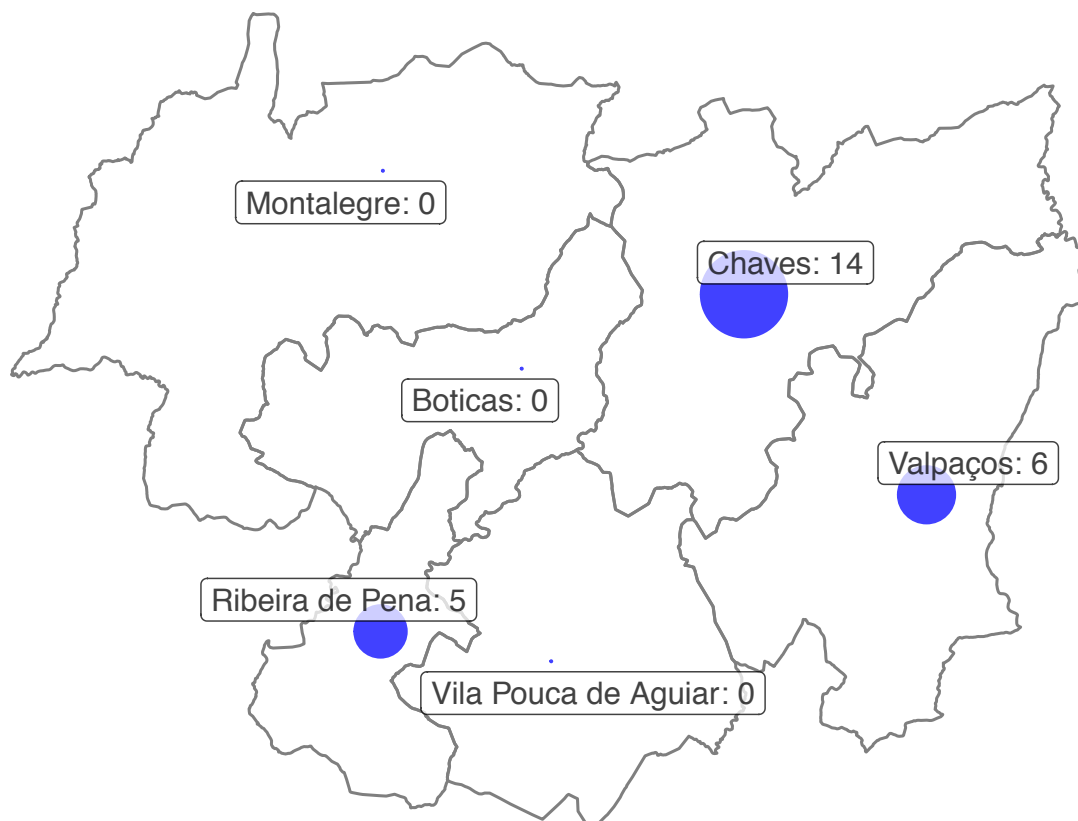 Montalegre: 0
Chaves: 14
Boticas: 0
Valpaços: 6
Ribeira de Pena: 5
Vila Pouca de Aguiar: 0